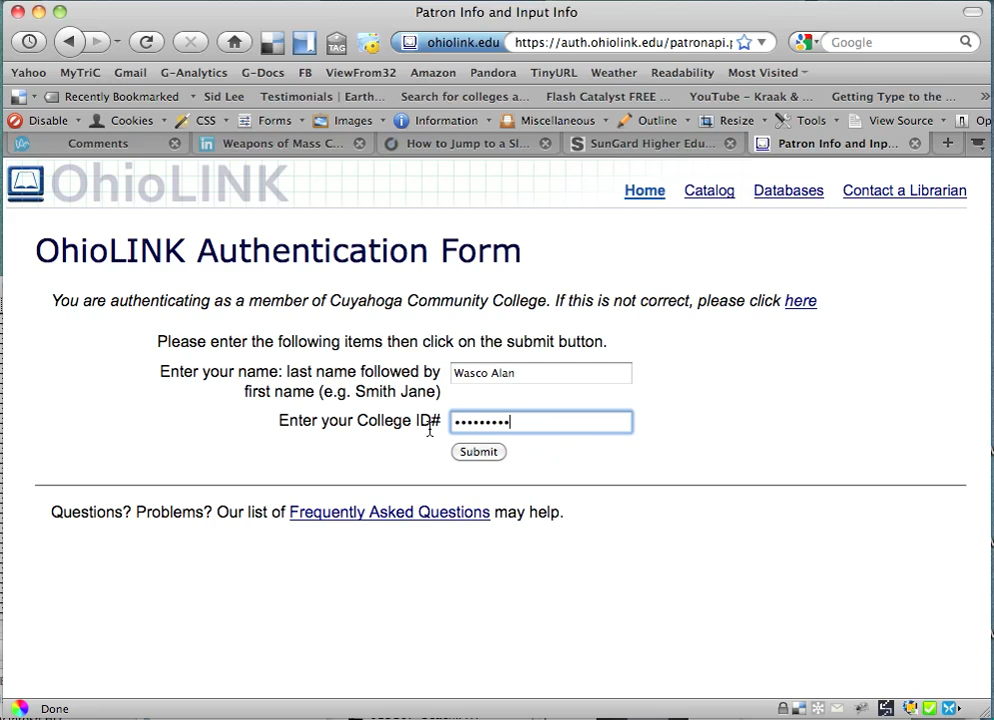 Patron Info and Input Info
TAG
ohiolink.edu https://auth.ohiolink.edu/patronapi.p Google
Yahoo MyTriC Gmail G-Analytics G-Docs FB ViewFrom32 Amazon Pandora TinyURL Weather Readability Most Visited
Recently Bookmarked Sid Lee Testimonials | Earth... Search for colleges a... Flash Catalyst FREE ... YouTube - Kraak & ... Getting Type to the ... »
Disable Cookies CSS Forms Images Information Miscellaneous Outline Resize Tools View Source Op
Comments Weapons of Mass C... How to Jump to a Sl... SunGard Higher Edu... Patron Info and Inp... +
OhioLINK Home Catalog Databases Contact a Librarian
OhioLINK Authentication Form
You are authenticating as a member of Cuyahoga Community College. If this is not correct, please click here
Please enter the following items then click on the submit button.
Enter your name: last name followed by Wasco Alan
first name (e.g. Smith Jane)
Enter your College ID# •••••••••
Submit
Questions? Problems? Our list of Frequently Asked Questions may help.
Done